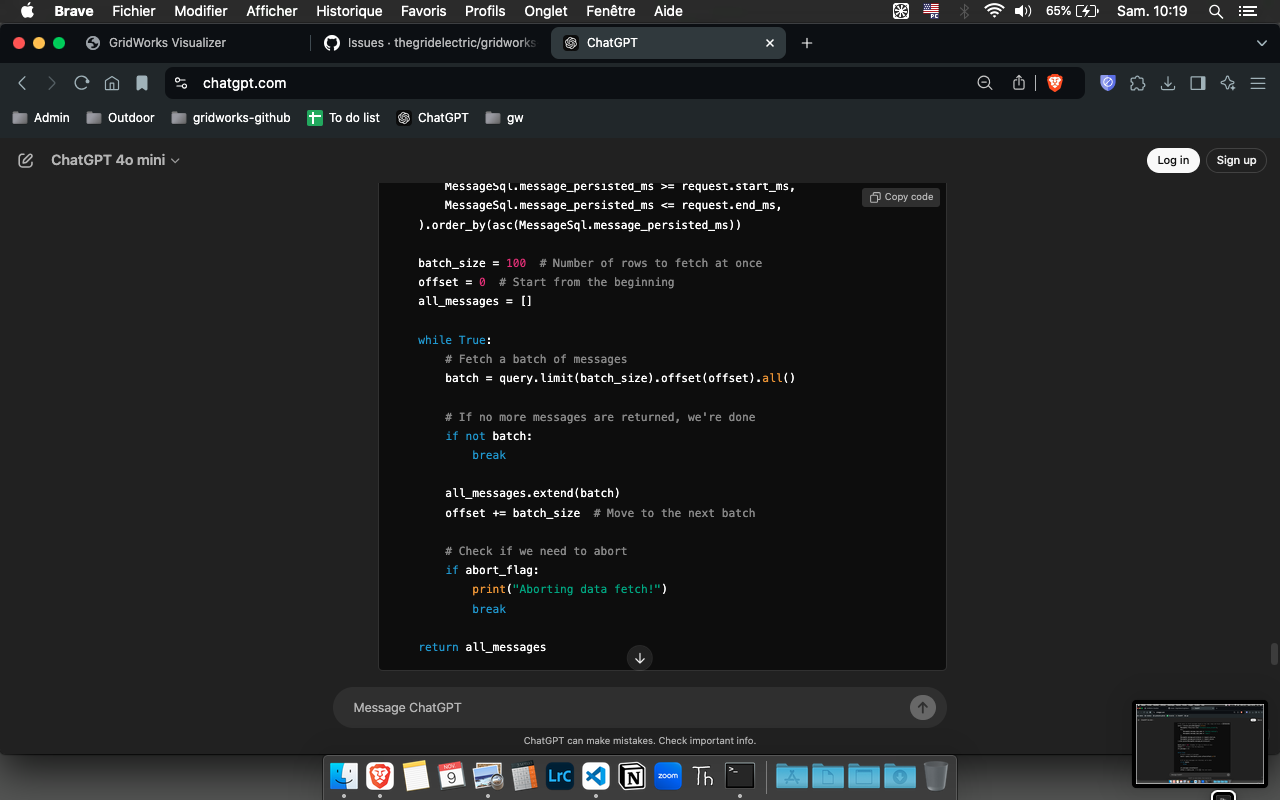 Brave Fichier Modifier Afficher Historique Favoris Profils Onglet Fenêtre Aide 65% Sam. 10:19
GridWorks Visualizer Issues · thegridelectric/gridworks ChatGPT
chatgpt.com
Admin Outdoor gridworks-github To do list ChatGPT gw
ChatGPT 4o mini Log in Sign up
MessageSql.message_persisted_ms >= request.start_ms,
Copy code
MessageSql.message_persisted_ms <= request.end_ms,
).order_by(asc(MessageSql.message_persisted_ms))
batch_size = 100 # Number of rows to fetch at once
offset = 0 # Start from the beginning
all_messages = []
while True:
# Fetch a batch of messages
batch = query.limit(batch_size).offset(offset).all()
# If no more messages are returned, we're done
if not batch:
break
all_messages.extend(batch)
offset += batch_size # Move to the next batch
# Check if we need to abort
if abort_flag:
print("Aborting data fetch!")
break
return all_messages
Message ChatGPT
ChatGPT can make mistakes. Check important info.
9 LrC N zoom Th >_